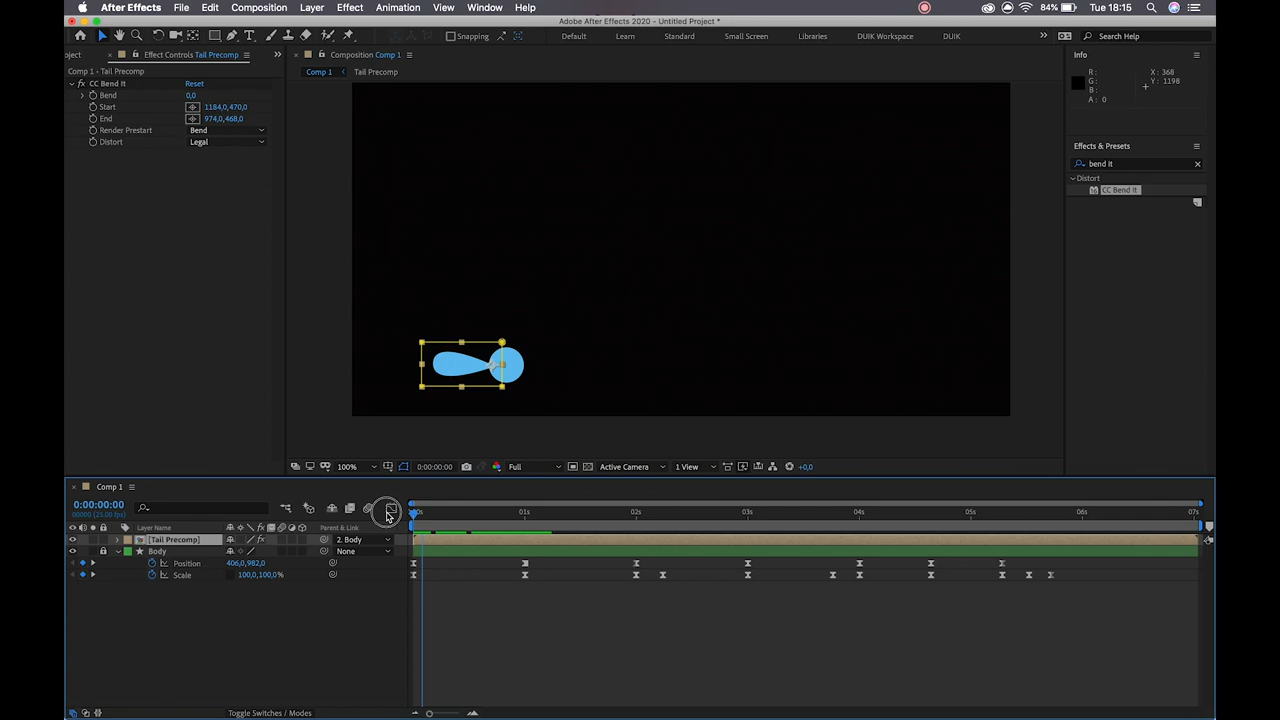 After Effects File Edit Composition Layer Effect Animation View Window Help 84% Tue 18:15
Adobe After Effects 2020 - Untitled Project *
Snapping Default Learn Standard Small Screen Libraries DUIK Workspace DUIK Search Help
oject Effect Controls Tail Precomp
Comp 1 • Tail Precomp
fx CC Bend It Reset
Bend 0,0
Start 1184,0,470,0
End 974,0,468,0
Render Prestart Bend
Distort Legal
Composition Comp 1
Comp 1 Tail Precomp
Info
R: X: 368
G: Y: 1198
B:
A: 0
Effects & Presets
bend it
Distort
CC Bend It
100% 0:00:00:00 Full Active Camera 1 View +0,0
Comp 1
0:00:00:00
00000 (25.00 fps)
:00s 01s 02s 03s 04s 05s 06s 07s
Layer Name Parent & Link
[Tail Precomp] 2. Body
Body None
Position 406,0,982,0
Scale 100,0,100,0%
Toggle Switches / Modes